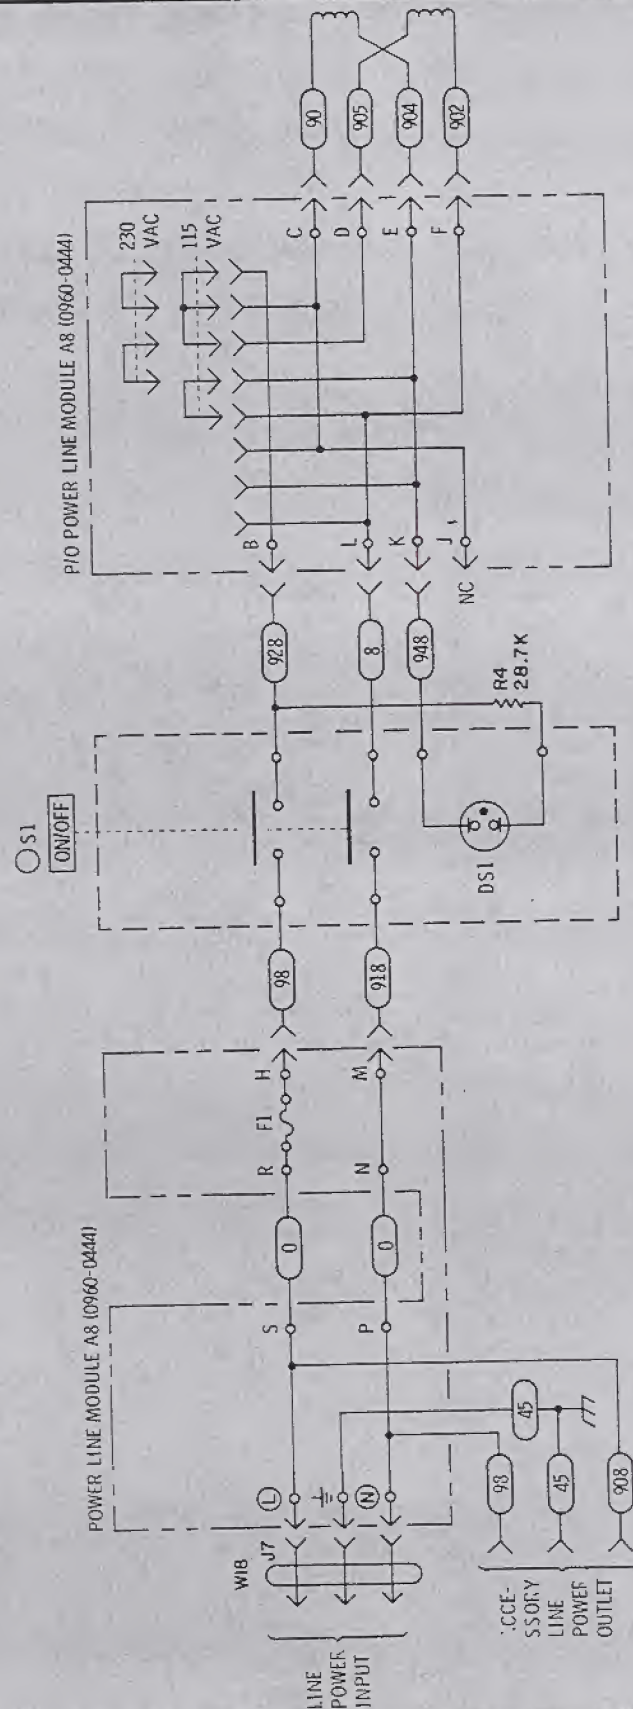 90
905
904
902
P/O POWER LINE MODULE A8 (0960-0444)
230
VAC
115
VAC
C
D
E
F
B
L
K
J
NC
928
8
948
R4
28.7K
S1
ON/OFF
DS1
98
918
H
F1
R
M
N
0
0
POWER LINE MODULE A8 (0960-0444)
S
P
L
N
W18
J7
LINE
POWER
INPUT
45
98
45
908
.CCE-
SSORY
LINE
POWER
OUTLET